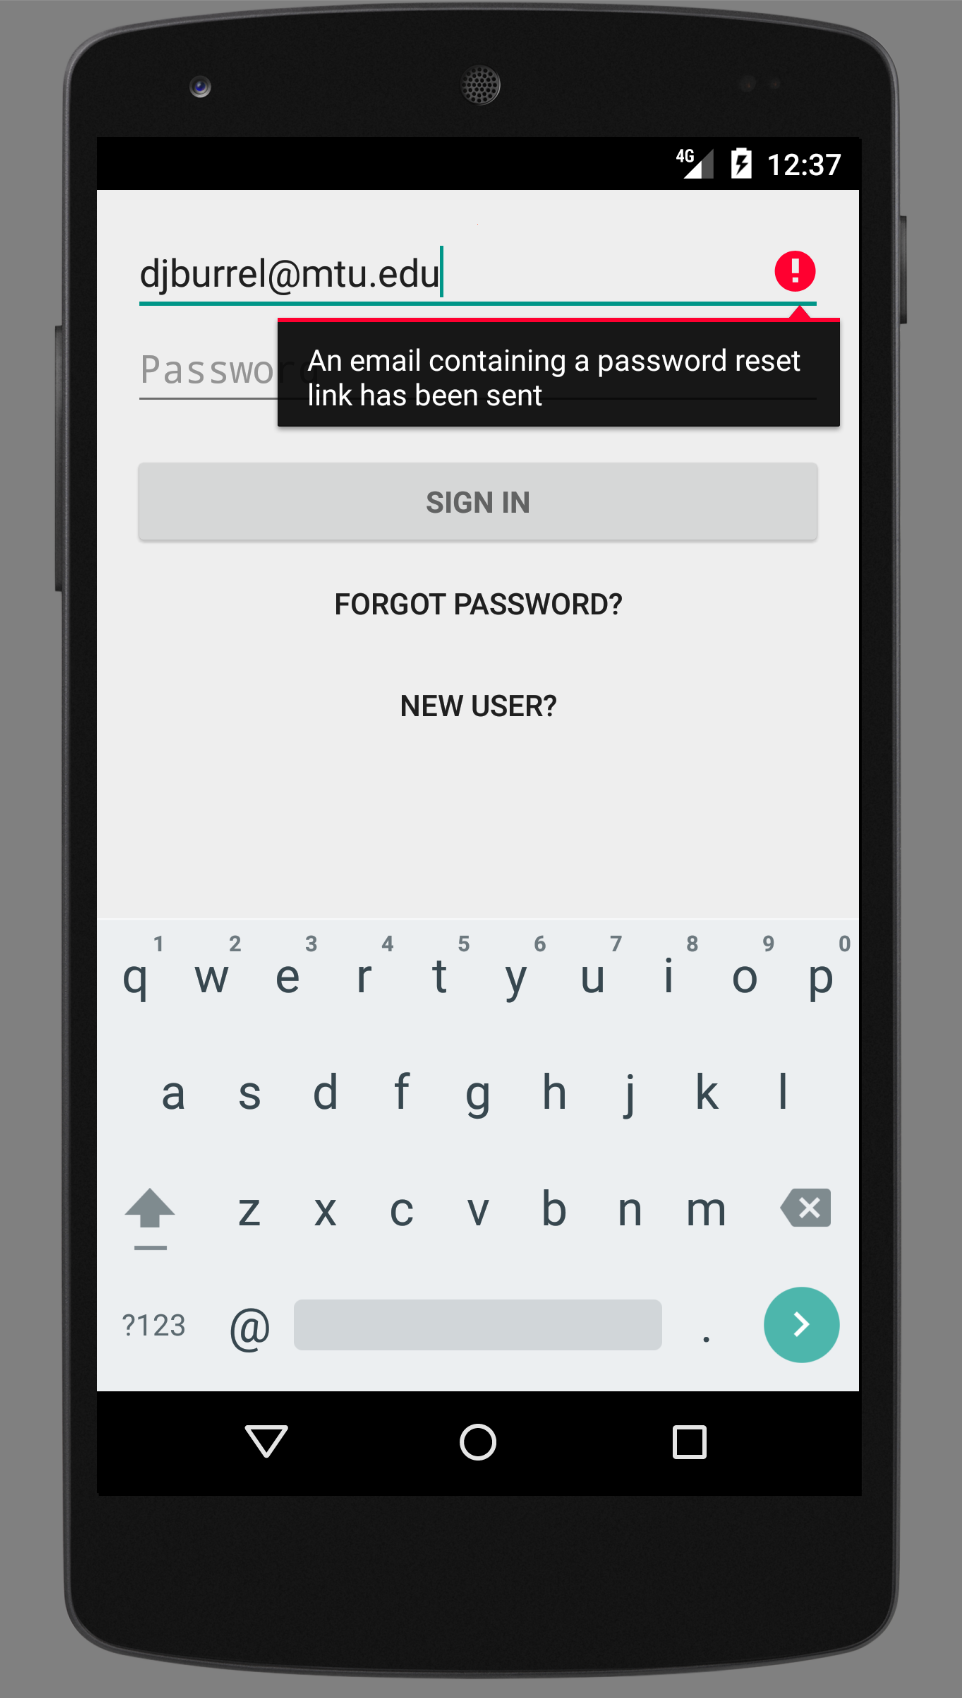 4G 12:37
djburrel@mtu.edu
Password
An email containing a password reset
link has been sent
SIGN IN
FORGOT PASSWORD?
NEW USER?
1 2 3 4 5 6 7 8 9 0
q w e r t y u i o p
a s d f g h j k l
z x c v b n m
?123 @ .